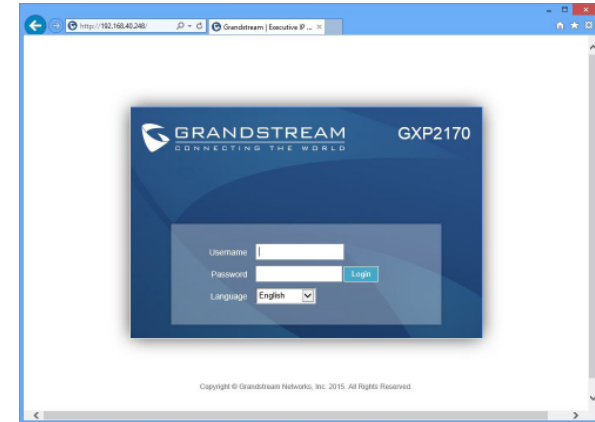 http://192.168.40.248/
Grandstream | Executive IP ...
GRANDSTREAM
CONNECTING THE WORLD
GXP2170
Username
Password
Login
Language
English
Copyright © Grandstream Networks, Inc. 2015. All Rights Reserved.